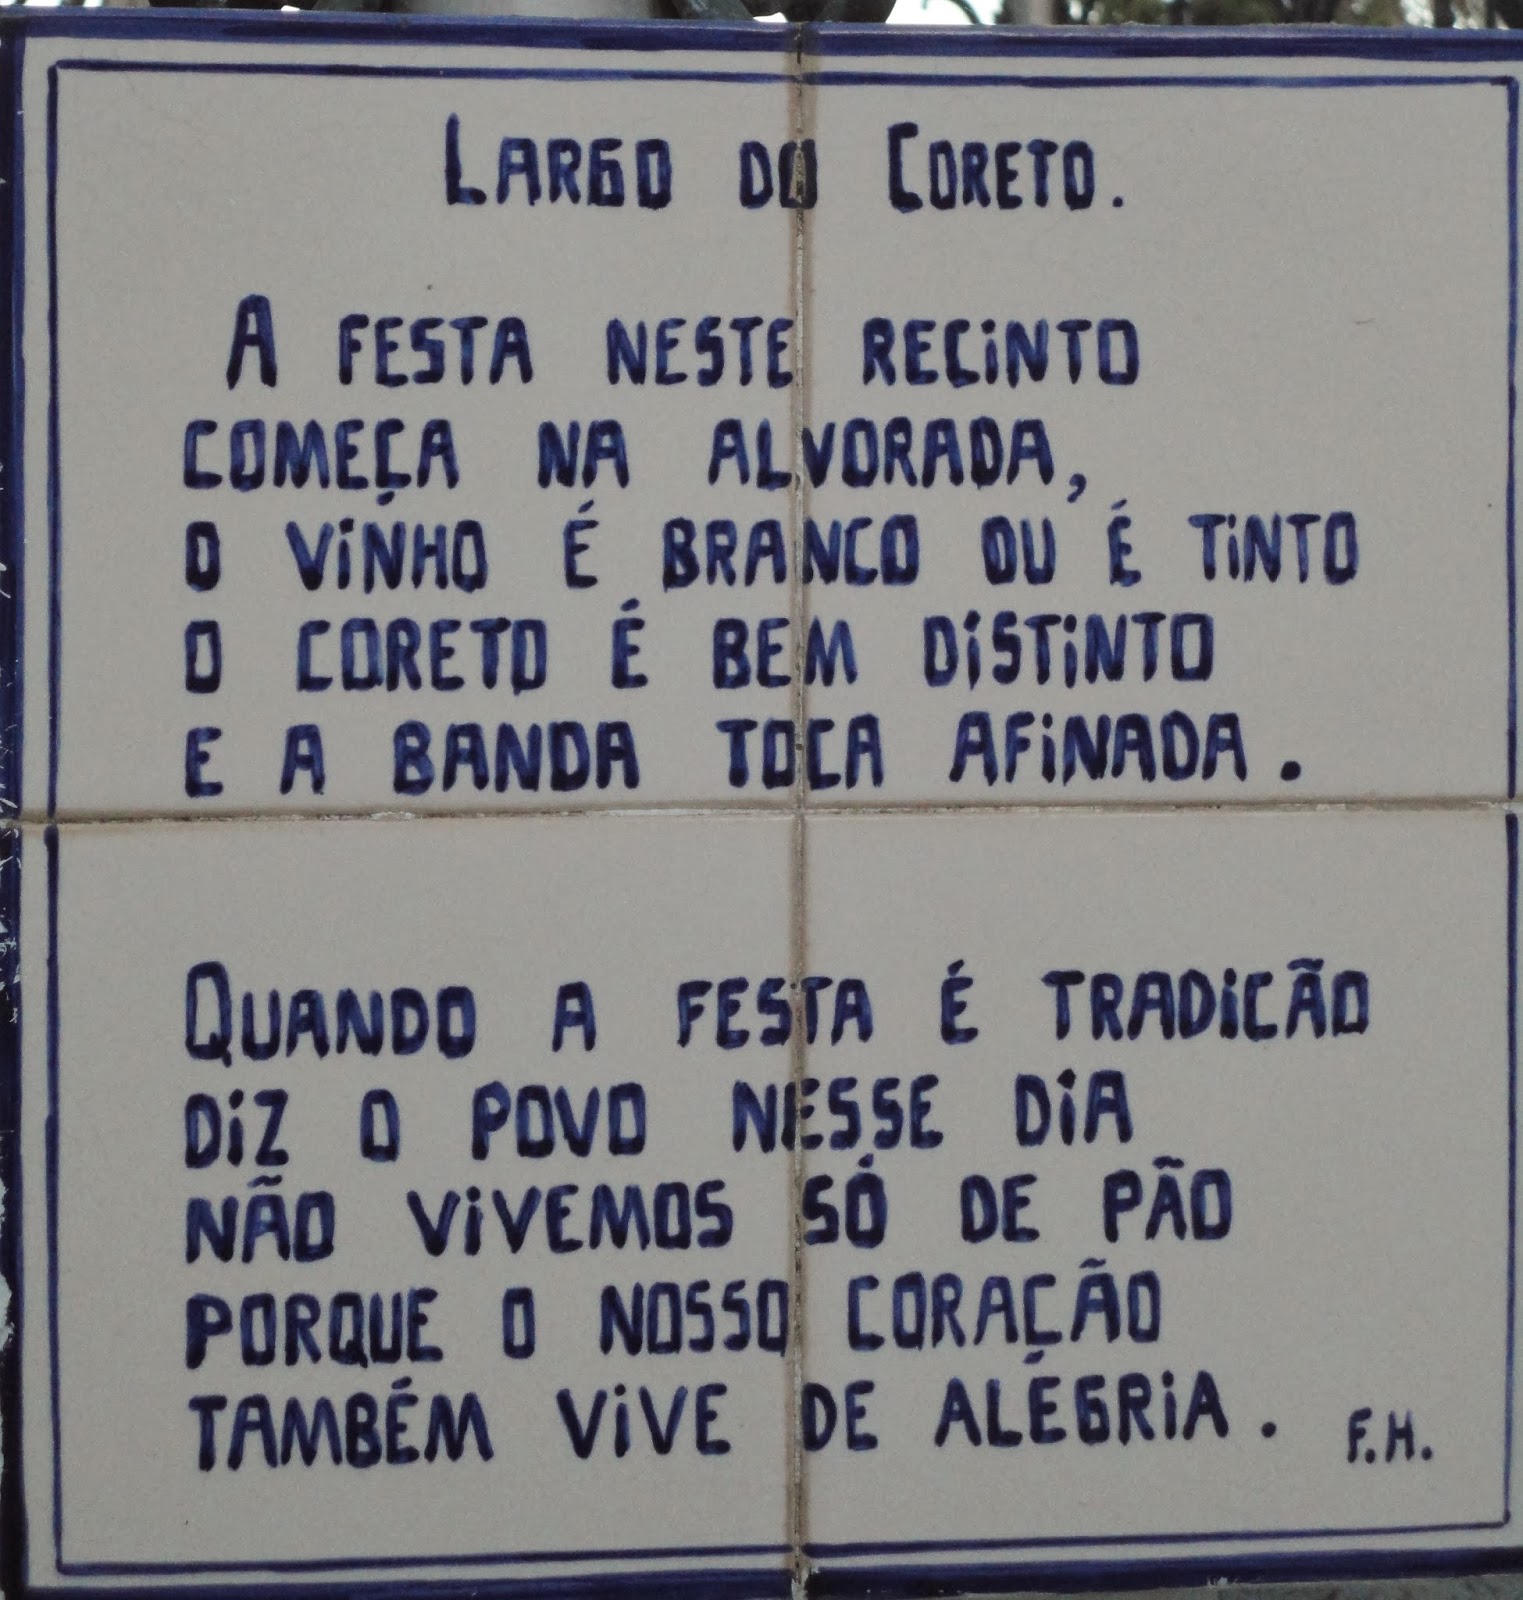 LARGO DO CORETO.
A FESTA NESTE RECINTO
COMEÇA NA ALVORADA,
O VINHO É BRANCO OU É TINTO
O CORETO É BEM DISTINTO
E A BANDA TOCA AFINADA.
QUANDO A FESTA É TRADICÃO
DIZ O POVO NESSE DIA
NÃO VIVEMOS SÓ DE PÃO
PORQUE O NOSSO CORAÇÃO
TAMBÉM VIVE DE ALÉGRIA. F.H.